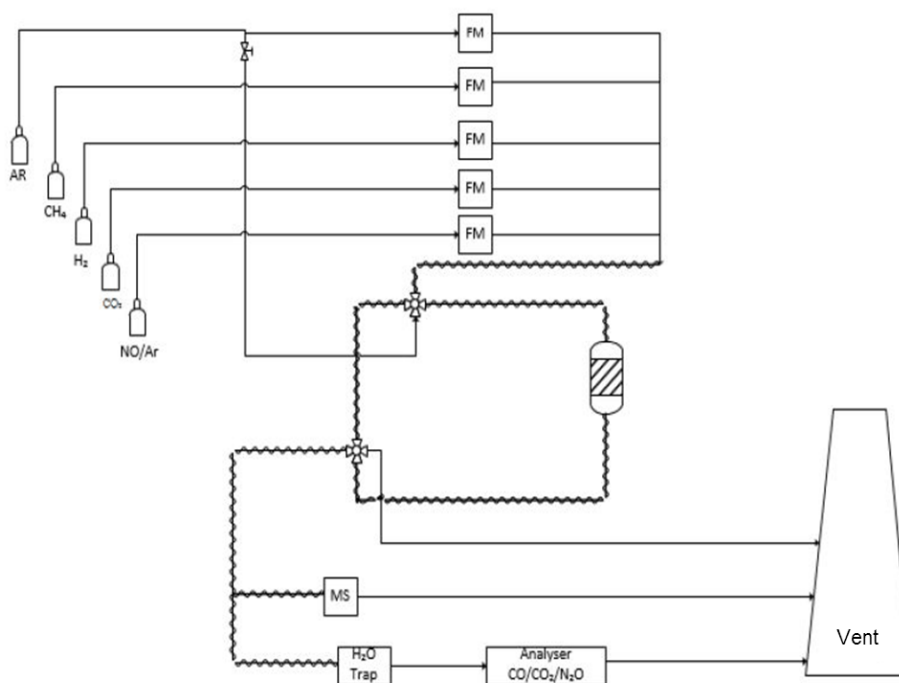 FM
FM
FM
FM
FM
AR
CH₄
H₂
CO₂
NO/Ar
MS
H₂O
Trap
Analyser
CO/CO₂/N₂O
Vent